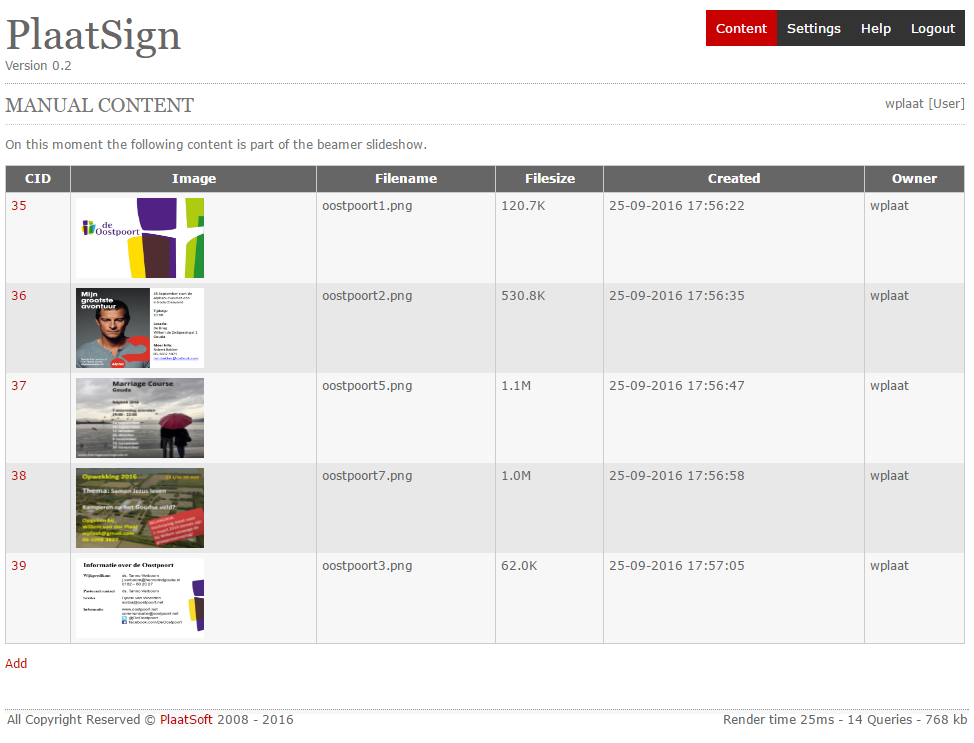 PlaatSign
Version 0.2
Content Settings Help Logout
MANUAL CONTENT
wplaat [User]
On this moment the following content is part of the beamer slideshow.
CID Image Filename Filesize Created Owner
35 oostpoort1.png 120.7K 25-09-2016 17:56:22 wplaat
de
Oostpoort
36 oostpoort2.png 530.8K 25-09-2016 17:56:35 wplaat
Mijn
grootste
avontuur
37 oostpoort5.png 1.1M 25-09-2016 17:56:47 wplaat
Marriage Course
Gouda
38 oostpoort7.png 1.0M 25-09-2016 17:56:58 wplaat
Opwekking 2016
Thema: Samen Jezus leven
Kamperen op het Goudse veld?
39 oostpoort3.png 62.0K 25-09-2016 17:57:05 wplaat
Informatie over de Oostpoort
Add
All Copyright Reserved © PlaatSoft 2008 - 2016
Render time 25ms - 14 Queries - 768 kb